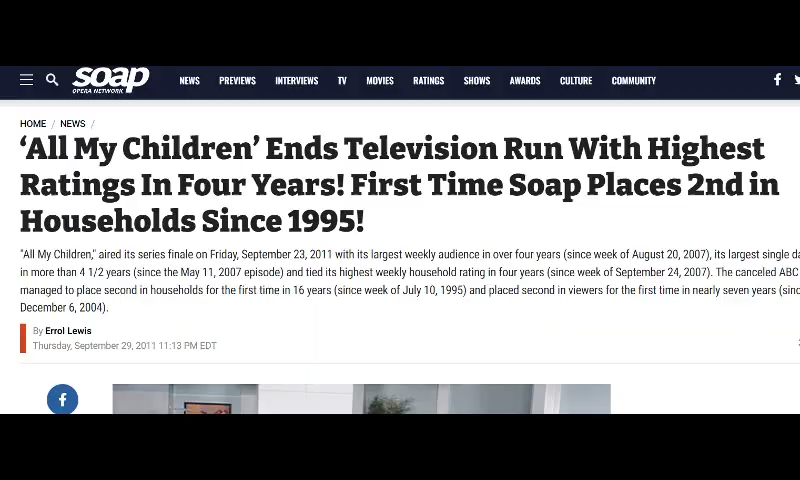 soap
OPERA NETWORK
NEWS PREVIEWS INTERVIEWS TV MOVIES RATINGS SHOWS AWARDS CULTURE COMMUNITY
HOME / NEWS /
‘All My Children’ Ends Television Run With Highest
Ratings In Four Years! First Time Soap Places 2nd in
Households Since 1995!
"All My Children," aired its series finale on Friday, September 23, 2011 with its largest weekly audience in over four years (since week of August 20, 2007), its largest single
in more than 4 1/2 years (since the May 11, 2007 episode) and tied its highest weekly household rating in four years (since week of September 24, 2007). The canceled ABC
managed to place second in households for the first time in 16 years (since week of July 10, 1995) and placed second in viewers for the first time in nearly seven years
December 6, 2004).
By Errol Lewis
Thursday, September 29, 2011 11:13 PM EDT